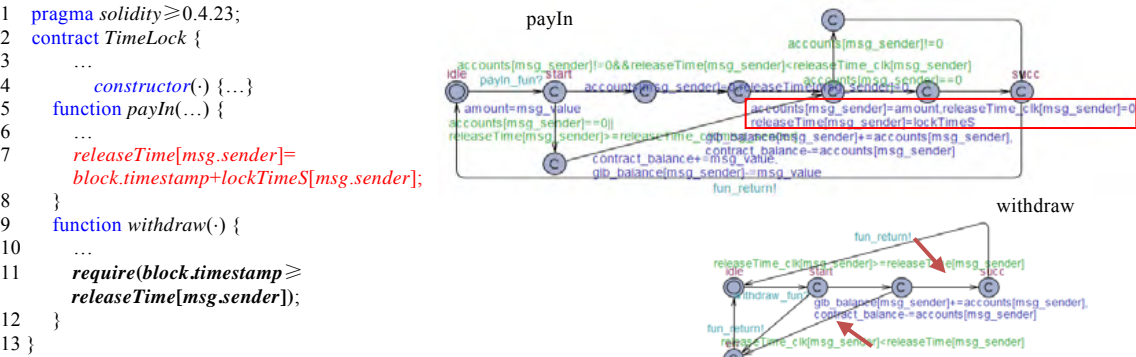 1 pragma solidity≥0.4.23;
2 contract TimeLock {
3 …
4 constructor(·) {…}
5 function payIn(…) {
6 …
7 releaseTime[msg.sender]=
block.timestamp+lockTimeS[msg.sender];
8 }
9 function withdraw(·) {
10 …
11 require(block.timestamp≥
releaseTime[msg.sender]);
12 }
13 }
payIn
C
accounts[msg_sender]!=0
accounts[msg_sender]!=0&&releaseTime[msg_sender]<releaseTime_clk[msg_sender]
idle
payIn_fun?
start
accounts[msg_sender]==0
succ
C
C
C
C
C
C
amount=msg_value
accounts[msg_sender]=amount,releaseTime_clk[msg_sender]=0
accounts[msg_sender]==0||
releaseTime[msg_sender]=lockTimeS
releaseTime[msg_sender]>=releaseTime_
glb_balance[msg_sender]+=accounts[msg_sender],
contract_balance-=accounts[msg_sender]
C
contract_balance+=msg_value,
glb_balance[msg_sender]-=msg_value
fun_return!
withdraw
fun_return!
releaseTime_clk[msg_sender]>=releaseTime[msg_sender]
idle
start
succ
C
C
C
withdraw_fun?
glb_balance[msg_sender]+=accounts[msg_sender],
contract_balance-=accounts[msg_sender]
fun_return!
releaseTime_clk[msg_sender]<releaseTime[msg_sender]